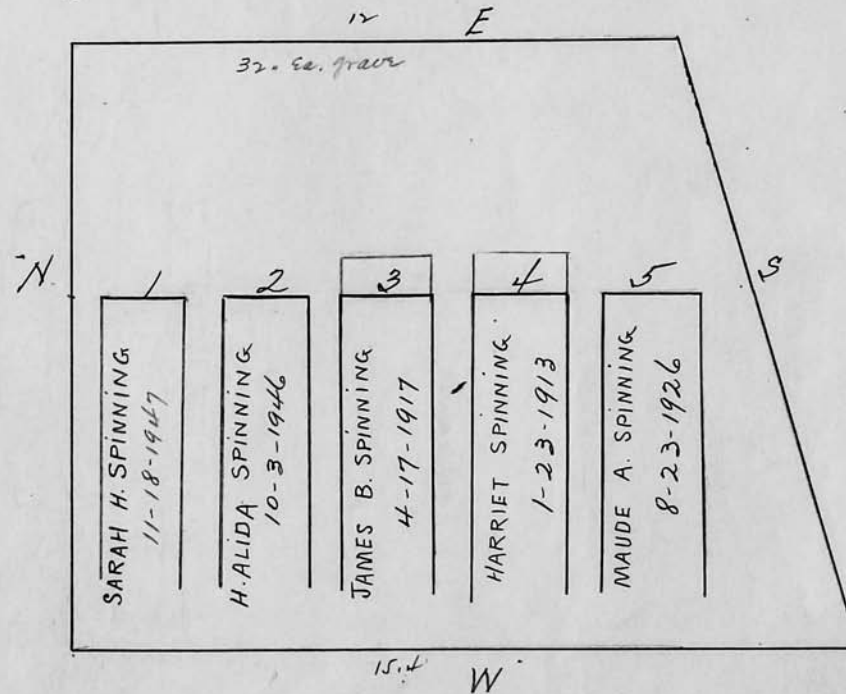 12
E
32. Ea. grave
N
S
1
2
3
4
5
SARAH H. SPINNING
11-18-1947
H. ALIDA SPINNING
10-3-1946
JAMES B. SPINNING
4-17-1917
HARRIET SPINNING
1-23-1913
MAUDE A. SPINNING
8-23-1926
15.4
W